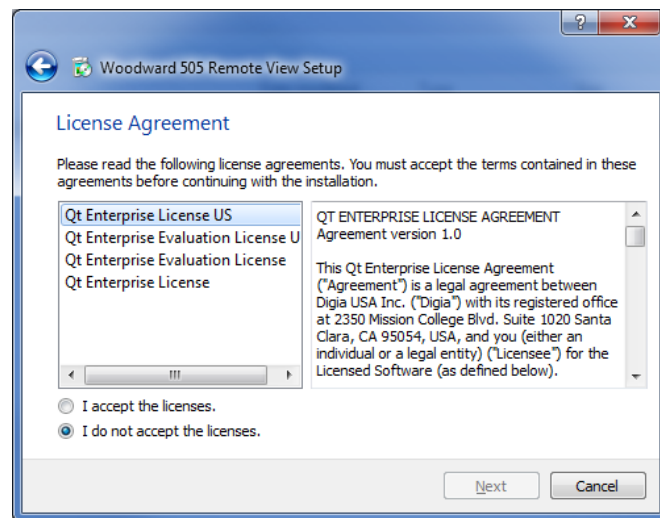 Woodward 505 Remote View Setup
License Agreement
Please read the following license agreements. You must accept the terms contained in these
agreements before continuing with the installation.
Qt Enterprise License US
Qt Enterprise Evaluation License U
Qt Enterprise Evaluation License
Qt Enterprise License
QT ENTERPRISE LICENSE AGREEMENT
Agreement version 1.0
This Qt Enterprise License Agreement
("Agreement") is a legal agreement between
Digia USA Inc. ("Digia") with its registered office
at 2350 Mission College Blvd. Suite 1020 Santa
Clara, CA 95054, USA, and you (either an
individual or a legal entity) ("Licensee") for the
Licensed Software (as defined below).
I accept the licenses.
I do not accept the licenses.
Next
Cancel